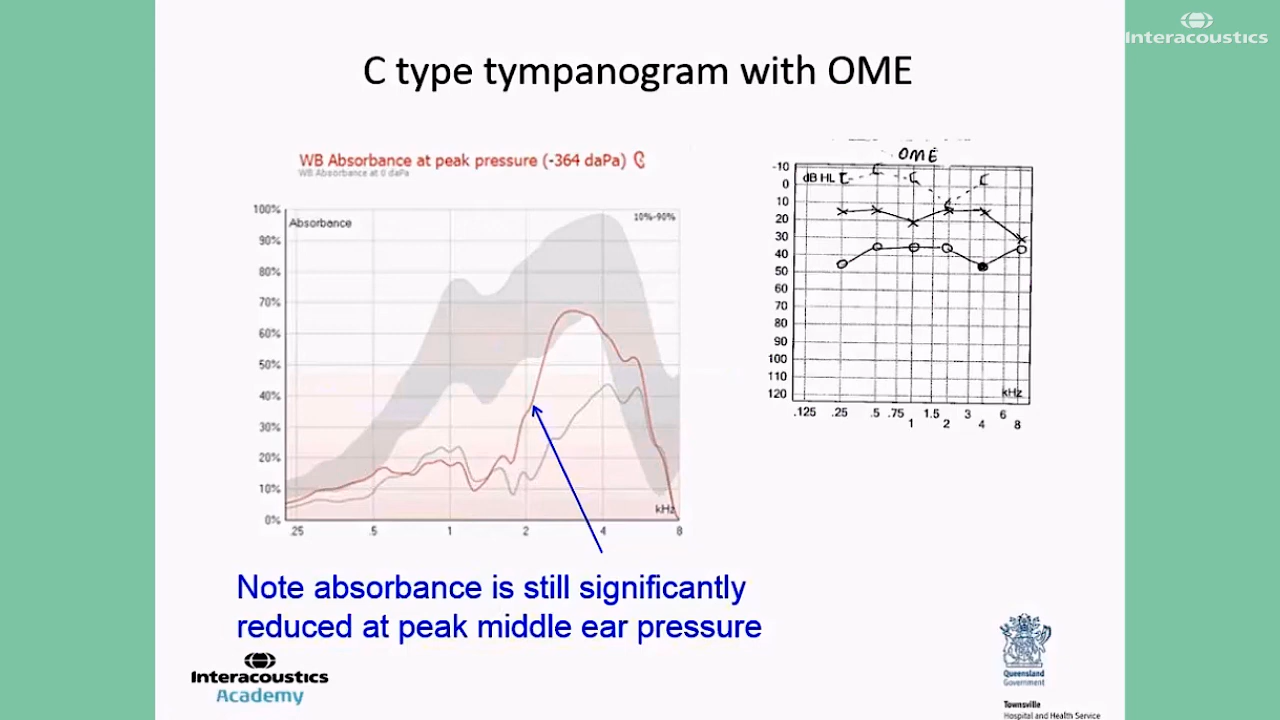 Interacoustics
C type tympanogram with OME
WB Absorbance at peak pressure (-364 daPa)
WB Absorbance at 0 daPa
100%
Absorbance
10%-90%
90%
80%
70%
60%
50%
40%
30%
20%
10%
0%
kHz
.25 .5 1 2 4 8
OME
-10
dB HL
0
10
20
30
40
50
60
70
80
90
100
110
120
kHz
.125 .25 .5 .75 1.5 3 6
1 2 4 8
Note absorbance is still significantly
reduced at peak middle ear pressure
Interacoustics
Academy
Queensland
Government
Townsville
Hospital and Health Service